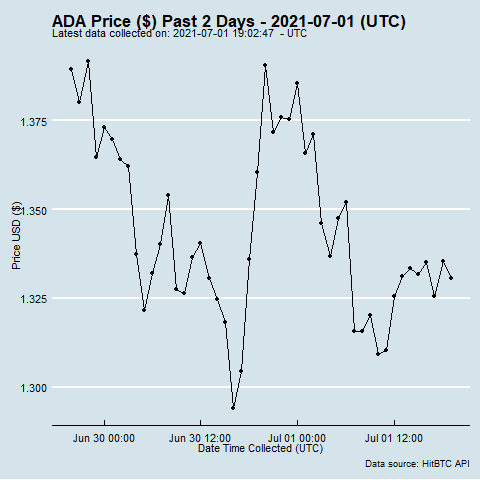 ADA Price ($) Past 2 Days - 2021-07-01 (UTC)
Latest data collected on: 2021-07-01 19:02:47 - UTC
1.375
1.350
1.325
1.300
Price USD ($)
Jun 30 00:00 Jun 30 12:00 Jul 01 00:00 Jul 01 12:00
Date Time Collected (UTC)
Data source: HitBTC API